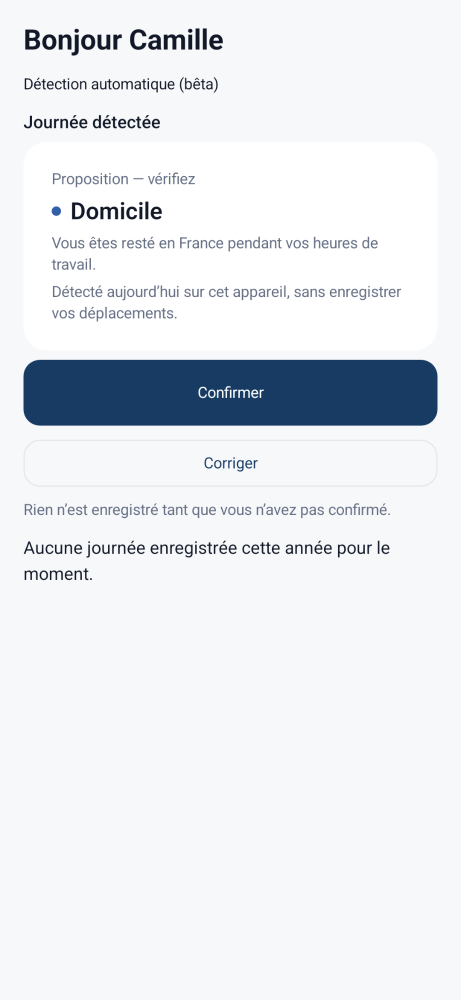 Bonjour Camille
Détection automatique (bêta)
Journée détectée
Proposition — vérifiez
Domicile
Vous êtes resté en France pendant vos heures de
travail.
Détecté aujourd’hui sur cet appareil, sans enregistrer
vos déplacements.
Confirmer
Corriger
Rien n’est enregistré tant que vous n’avez pas confirmé.
Aucune journée enregistrée cette année pour le
moment.